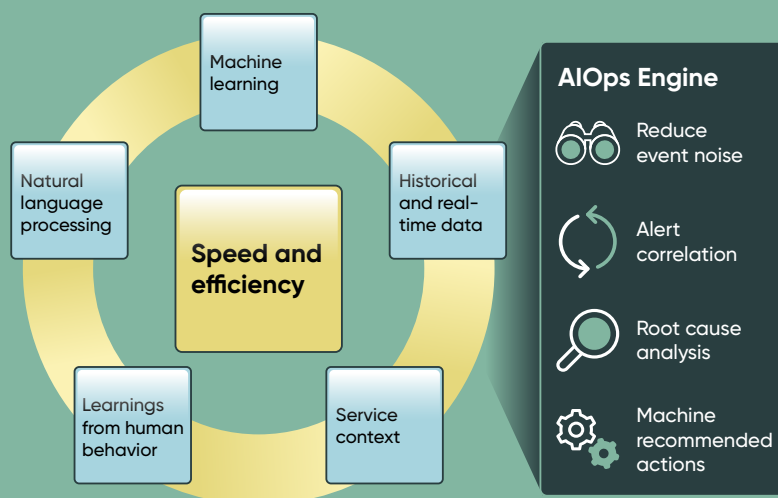 Machine
learning
Natural
language
processing
Historical
and real-
time data
Speed and
efficiency
Learnings
from human
behavior
Service
context
AIOps Engine
Reduce
event noise
Alert
correlation
Root cause
analysis
Machine
recommended
actions